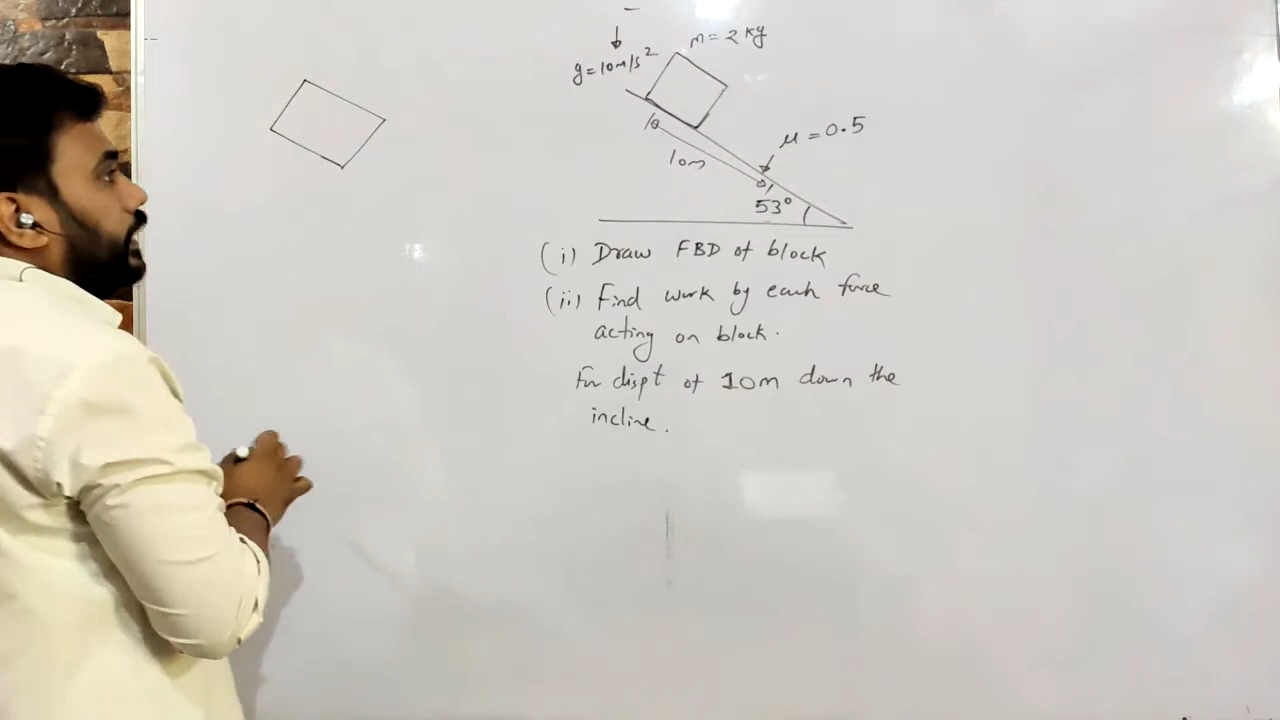 m = 2 kg
g = 10 m/s²
μ = 0.5
10m
53°
(i) Draw FBD of block
(ii) Find work by each force
acting on block.
For dispt of 10m down the
incline.